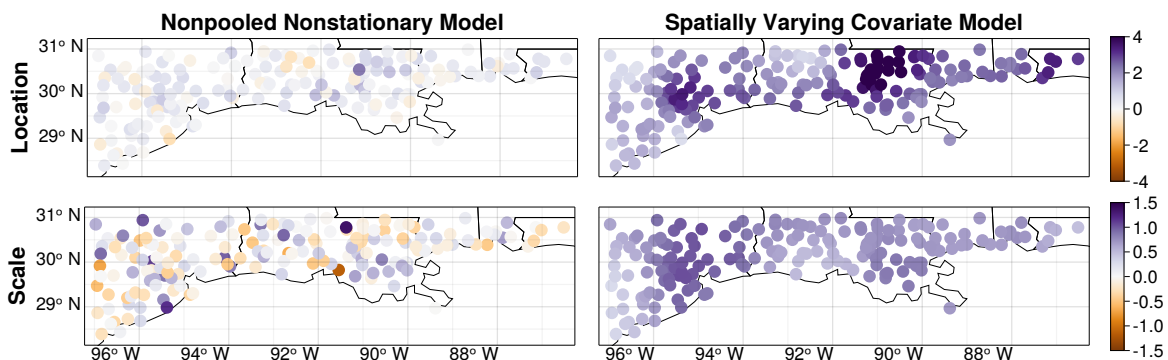 Nonpooled Nonstationary Model
Spatially Varying Covariate Model
Location
31° N
30° N
29° N
4
2
0
-2
-4
Scale
31° N
30° N
29° N
1.5
1.0
0.5
0.0
-0.5
-1.0
-1.5
96° W 94° W 92° W 90° W 88° W
96° W 94° W 92° W 90° W 88° W